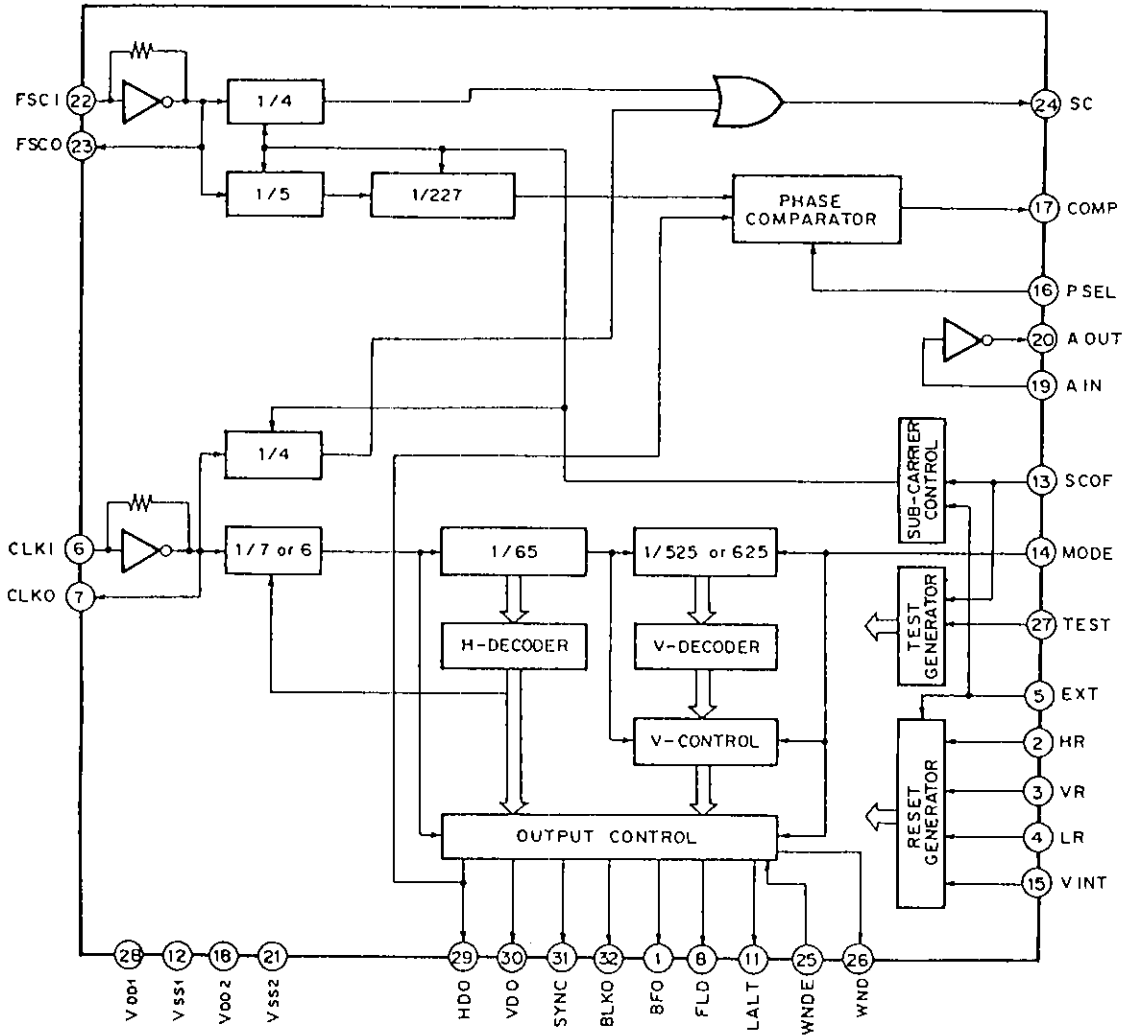 FSCI 22
1/4
24 SC
FSCO 23
1/5
1/227
PHASE
COMPARATOR
17 COMP
16 PSEL
20 A OUT
19 A IN
1/4
SUB-CARRIER
CONTROL
13 SCOF
CLKI 6
1/7 or 6
1/65
1/525 or 625
14 MODE
CLKO 7
H-DECODER
V-DECODER
TEST
GENERATOR
27 TEST
5 EXT
V-CONTROL
2 HR
RESET
GENERATOR
3 VR
OUTPUT CONTROL
4 LR
15 VINT
28 12 18 21 29 30 31 32 1 8 11 25 26
VDD1 VSS1 VDD2 VSS2 HDO VDO SYNC BLKO BFO FLD LALT WNDE WND